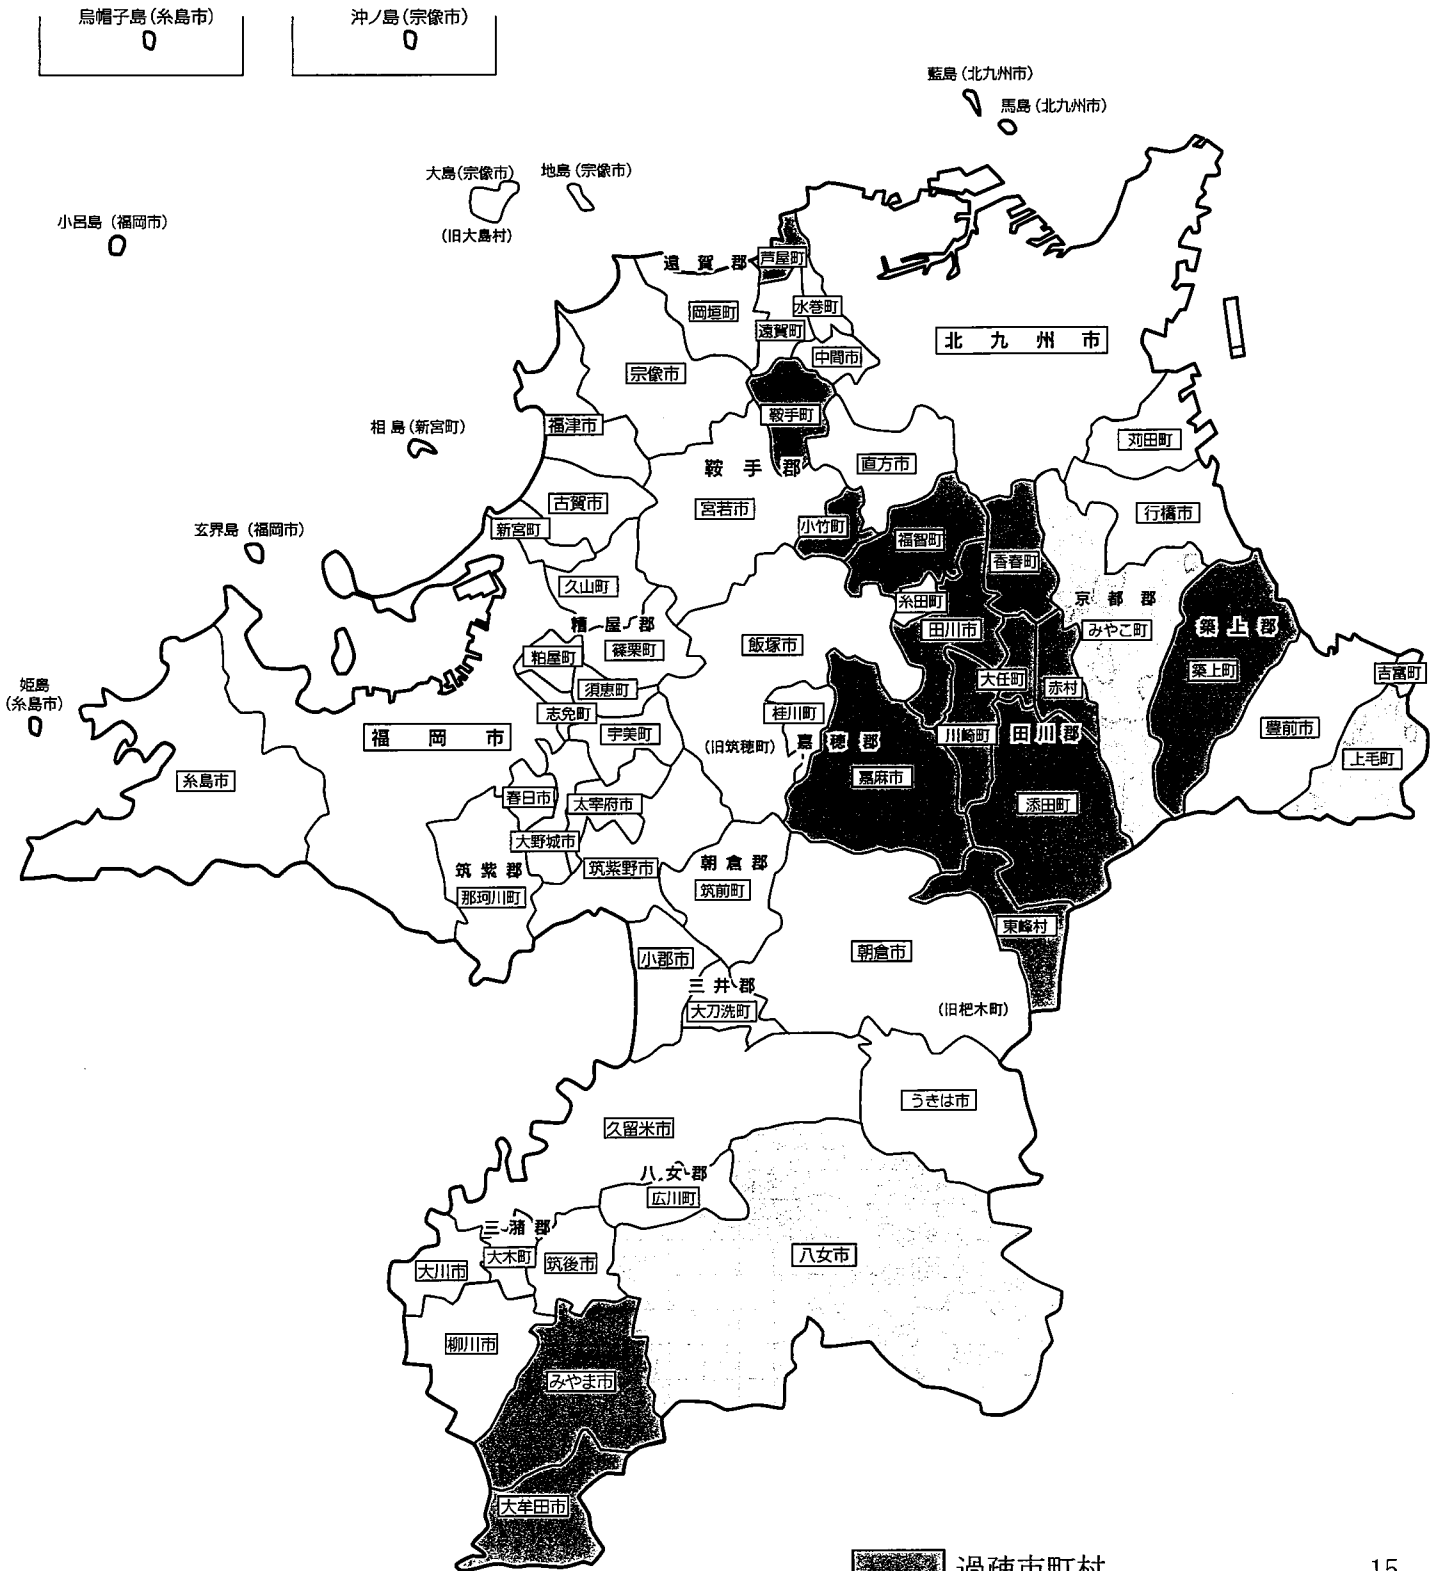 烏帽子島(糸島市)
沖ノ島(宗像市)
藍島(北九州市)
馬島(北九州市)
大島(宗像市)
地島(宗像市)
(旧大島村)
小呂島(福岡市)
遠賀郡
芦屋町
岡垣町
水巻町
遠賀町
中間市
北九州市
宗像市
鞍手町
福津市
相島(新宮町)
苅田町
鞍手郡
直方市
古賀市
宮若市
行橋市
新宮町
小竹町
玄界島(福岡市)
福智町
香春町
久山町
糸田町
京都郡
糟屋郡
田川市
みやこ町
築上郡
飯塚市
篠栗町
粕屋町
築上町
吉富町
須恵町
大任町
赤村
姫島
(糸島市)
志免町
桂川町
豊前市
福岡市
宇美町
(旧筑穂町)
嘉穂郡
川崎町
田川郡
上毛町
糸島市
嘉麻市
春日市
太宰府市
添田町
大野城市
筑紫郡
筑紫野市
朝倉郡
那珂川町
筑前町
東峰村
小郡市
朝倉市
三井郡
大刀洗町
(旧杷木町)
うきは市
久留米市
八女郡
広川町
三潴郡
大木町
筑後市
八女市
大川市
柳川市
みやま市
大牟田市
過疎市町村
15